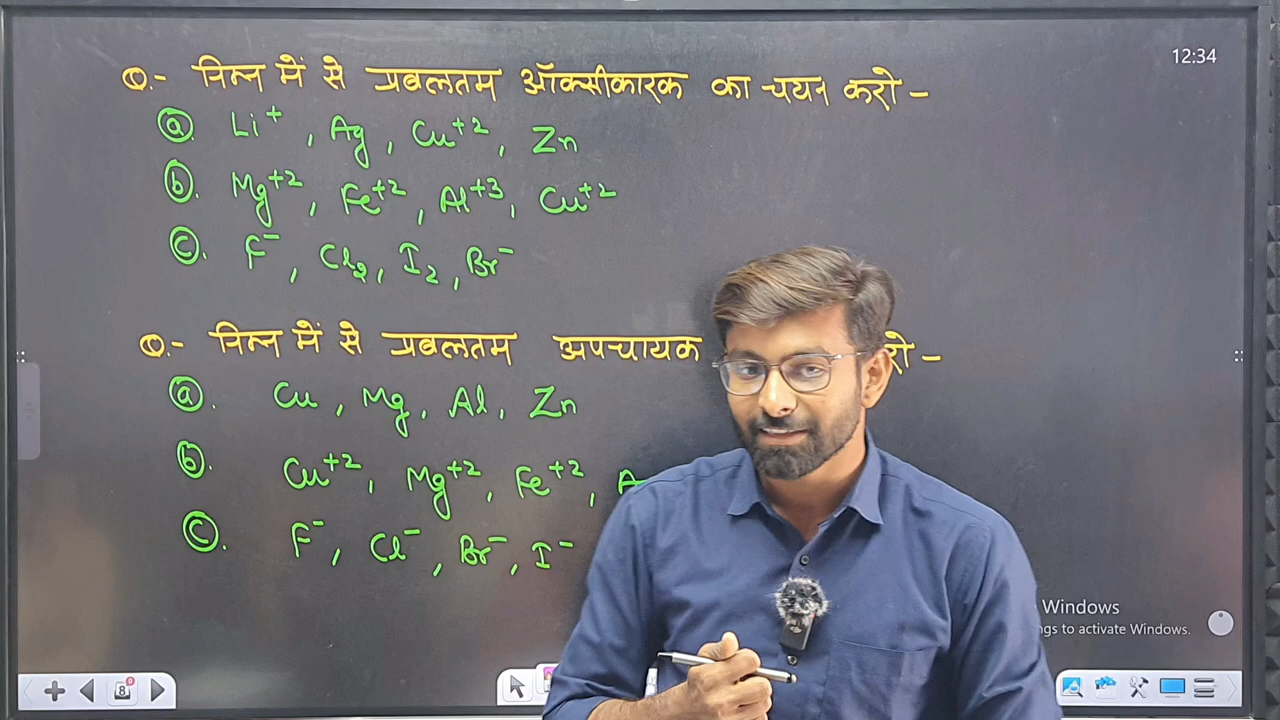 12:34
Q.- निम्न में से प्रबलतम ऑक्सीकारक का चयन करो -
(a). Li⁺, Ag, Cu⁺², Zn
(b). Mg⁺², Fe⁺², Al⁺³, Cu⁺²
(c). F⁻, Cl₂, I₂, Br⁻
Q.- निम्न में से प्रबलतम अपचायक रो -
(a). Cu, Mg, Al, Zn
(b). Cu⁺², Mg⁺², Fe⁺², A
(c). F⁻, Cl⁻, Br⁻, I⁻
Windows
ngs to activate Windows.
8